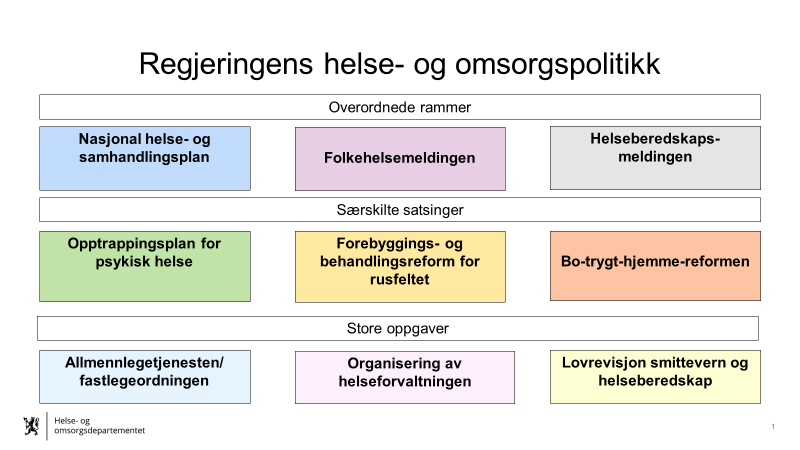 Regjeringens helse- og omsorgspolitikk
Overordnede rammer
Nasjonal helse- og
samhandlingsplan
Folkehelsemeldingen
Helseberedskaps-
meldingen
Særskilte satsinger
Opptrappingsplan for
psykisk helse
Forebyggings- og
behandlingsreform for
rusfeltet
Bo-trygt-hjemme-reformen
Store oppgaver
Allmennlegetjenesten/
fastlegeordningen
Organisering av
helseforvaltningen
Lovrevisjon smittevern og
helseberedskap
Helse- og
omsorgsdepartementet
1